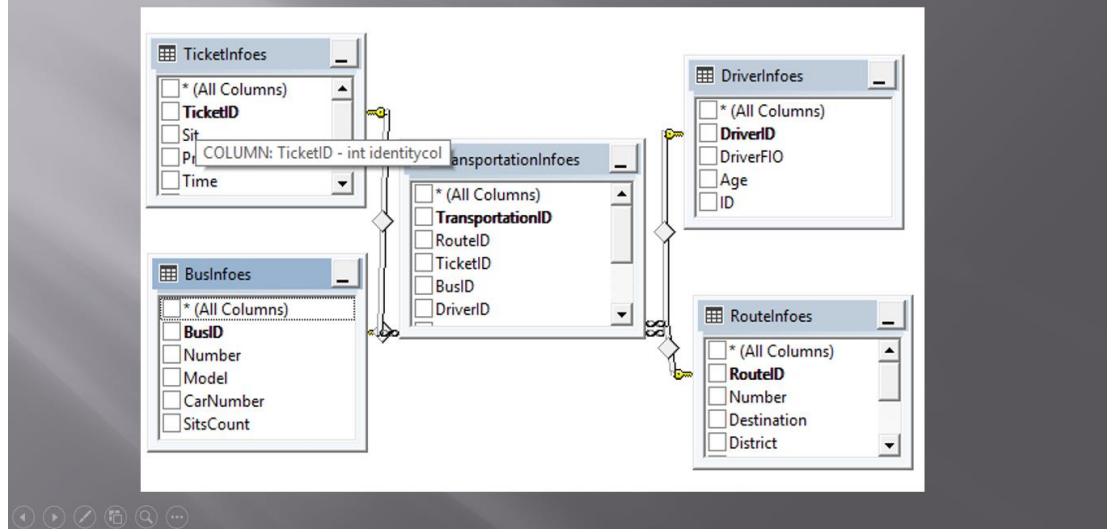 TicketInfoes
* (All Columns)
TicketID
Sit
Time
COLUMN: TicketID - int identitycol
BusInfoes
* (All Columns)
BusID
Number
Model
CarNumber
SitsCount
* (All Columns)
TransportationID
RouteID
TicketID
BusID
DriverID
DriverInfoes
* (All Columns)
DriverID
DriverFIO
Age
ID
RouteInfoes
* (All Columns)
RouteID
Number
Destination
District